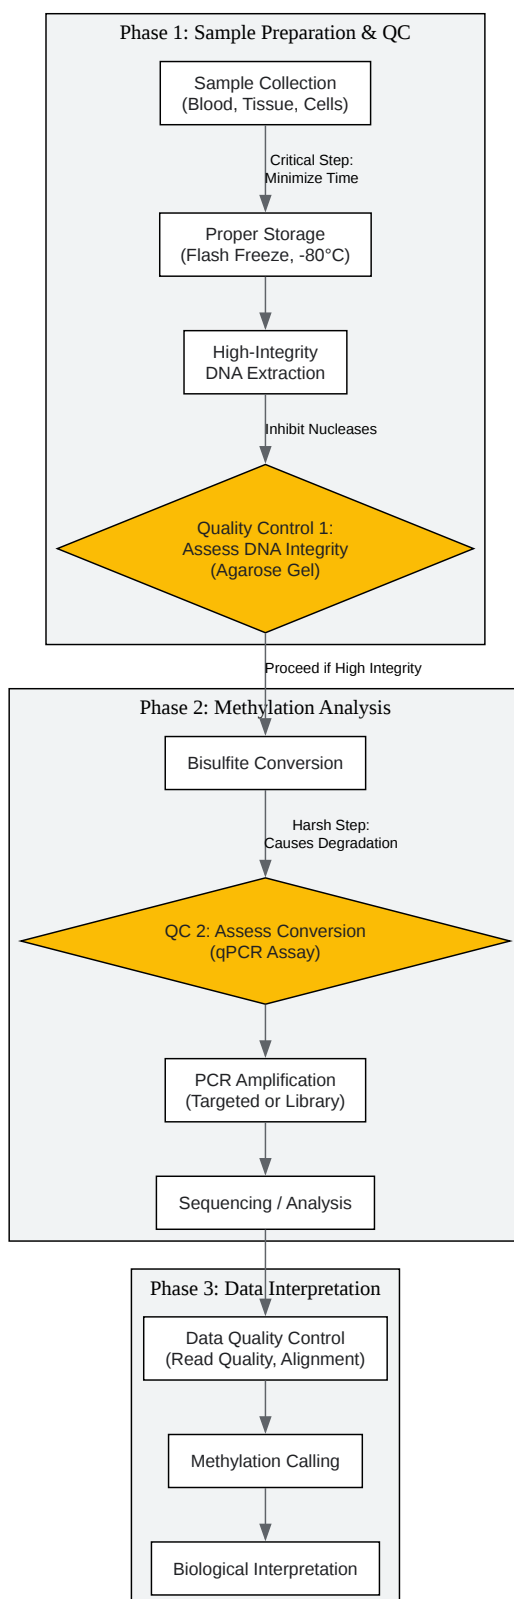 Phase 1: Sample Preparation & QC
Sample Collection
(Blood, Tissue, Cells)
Critical Step:
Minimize Time
Proper Storage
(Flash Freeze, -80°C)
High-Integrity
DNA Extraction
Inhibit Nucleases
Quality Control 1:
Assess DNA Integrity
(Agarose Gel)
Proceed if High Integrity
Phase 2: Methylation Analysis
Bisulfite Conversion
Harsh Step:
Causes Degradation
QC 2: Assess Conversion
(qPCR Assay)
PCR Amplification
(Targeted or Library)
Sequencing / Analysis
Phase 3: Data Interpretation
Data Quality Control
(Read Quality, Alignment)
Methylation Calling
Biological Interpretation